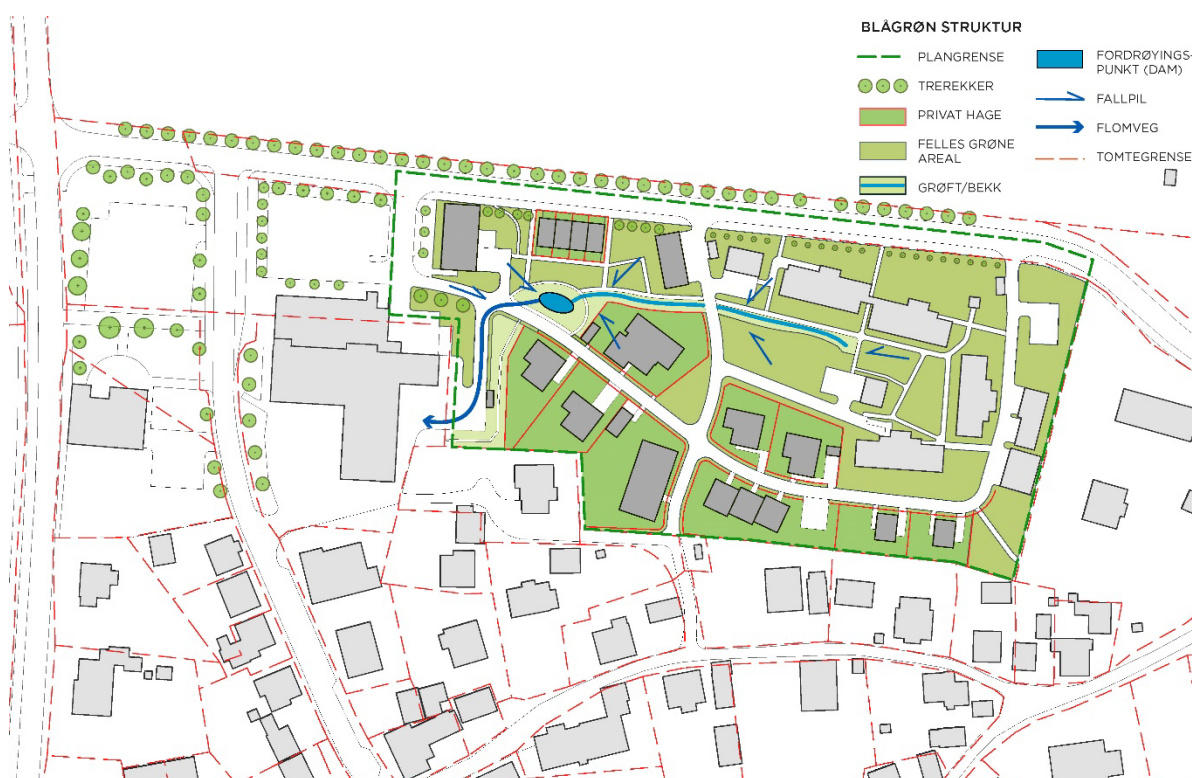 BLÅGRØN STRUKTUR
PLANGRENSE
TREREKKER
PRIVAT HAGE
FELLES GRØNE
AREAL
GRØFT/BEKK
FORDRØYINGS-
PUNKT (DAM)
FALLPIL
FLOMVEG
TOMTEGRENSE